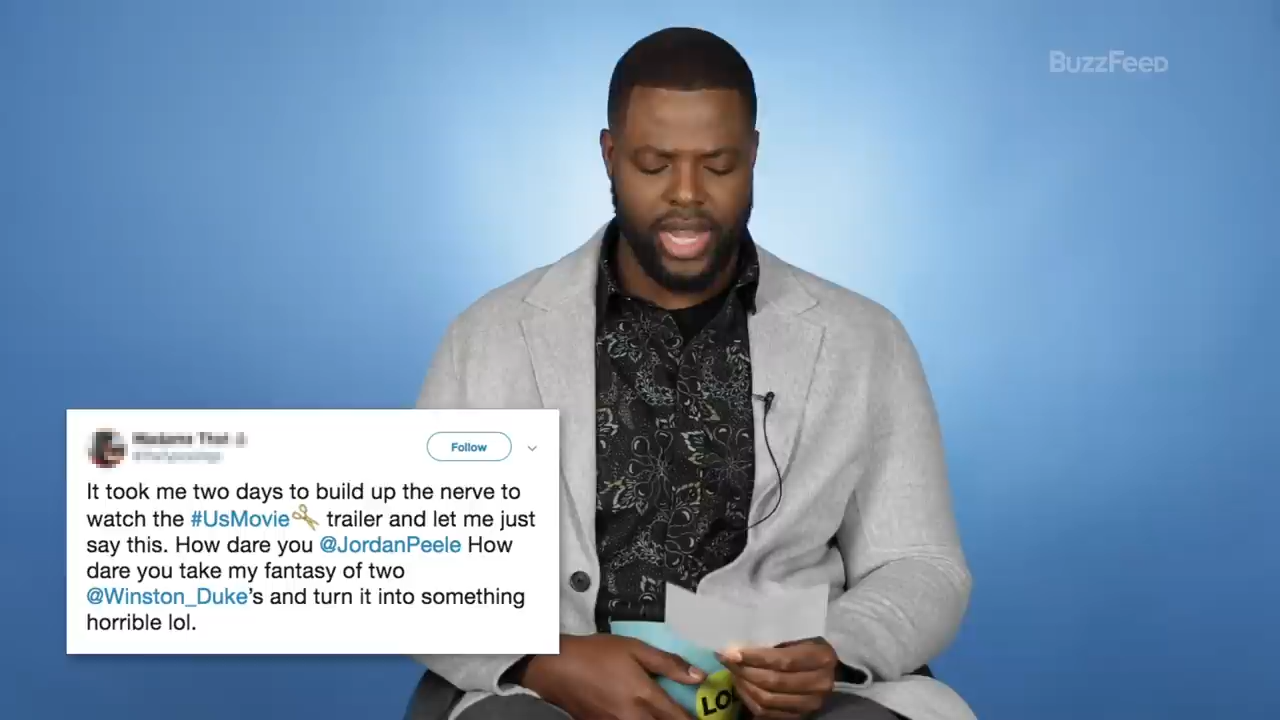 BuzzFeed
Follow
It took me two days to build up the nerve to
watch the #UsMovie✂️ trailer and let me just
say this. How dare you @JordanPeele How
dare you take my fantasy of two
@Winston_Duke’s and turn it into something
horrible lol.
LOL